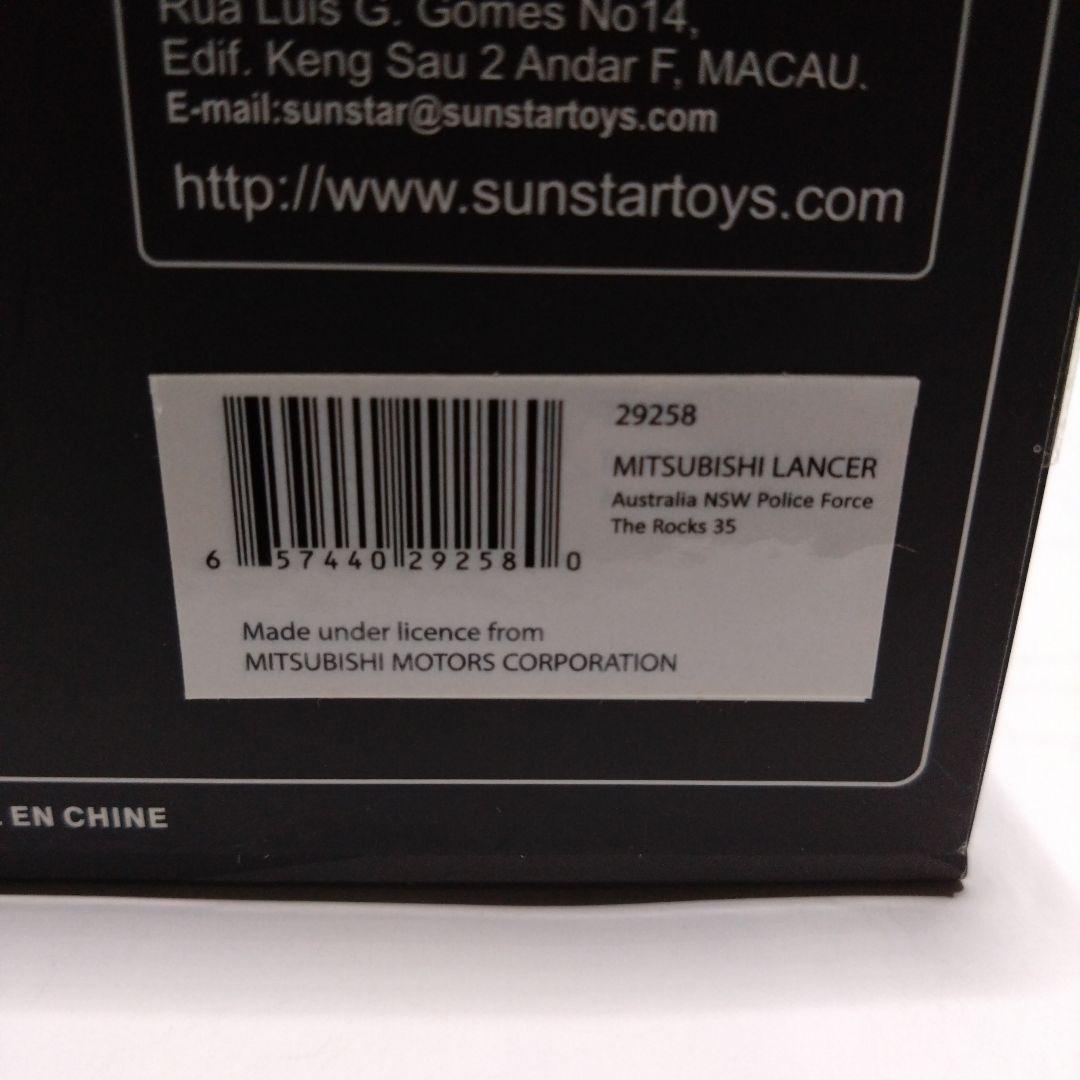 Rua Luis G. Gomes No14,
Edif. Keng Sau 2 Andar F, MACAU.
E-mail:sunstar@sunstartoys.com
http://www.sunstartoys.com
29258
MITSUBISHI LANCER
Australia NSW Police Force
The Rocks 35
6 57440 29258 0
Made under licence from
MITSUBISHI MOTORS CORPORATION
EN CHINE